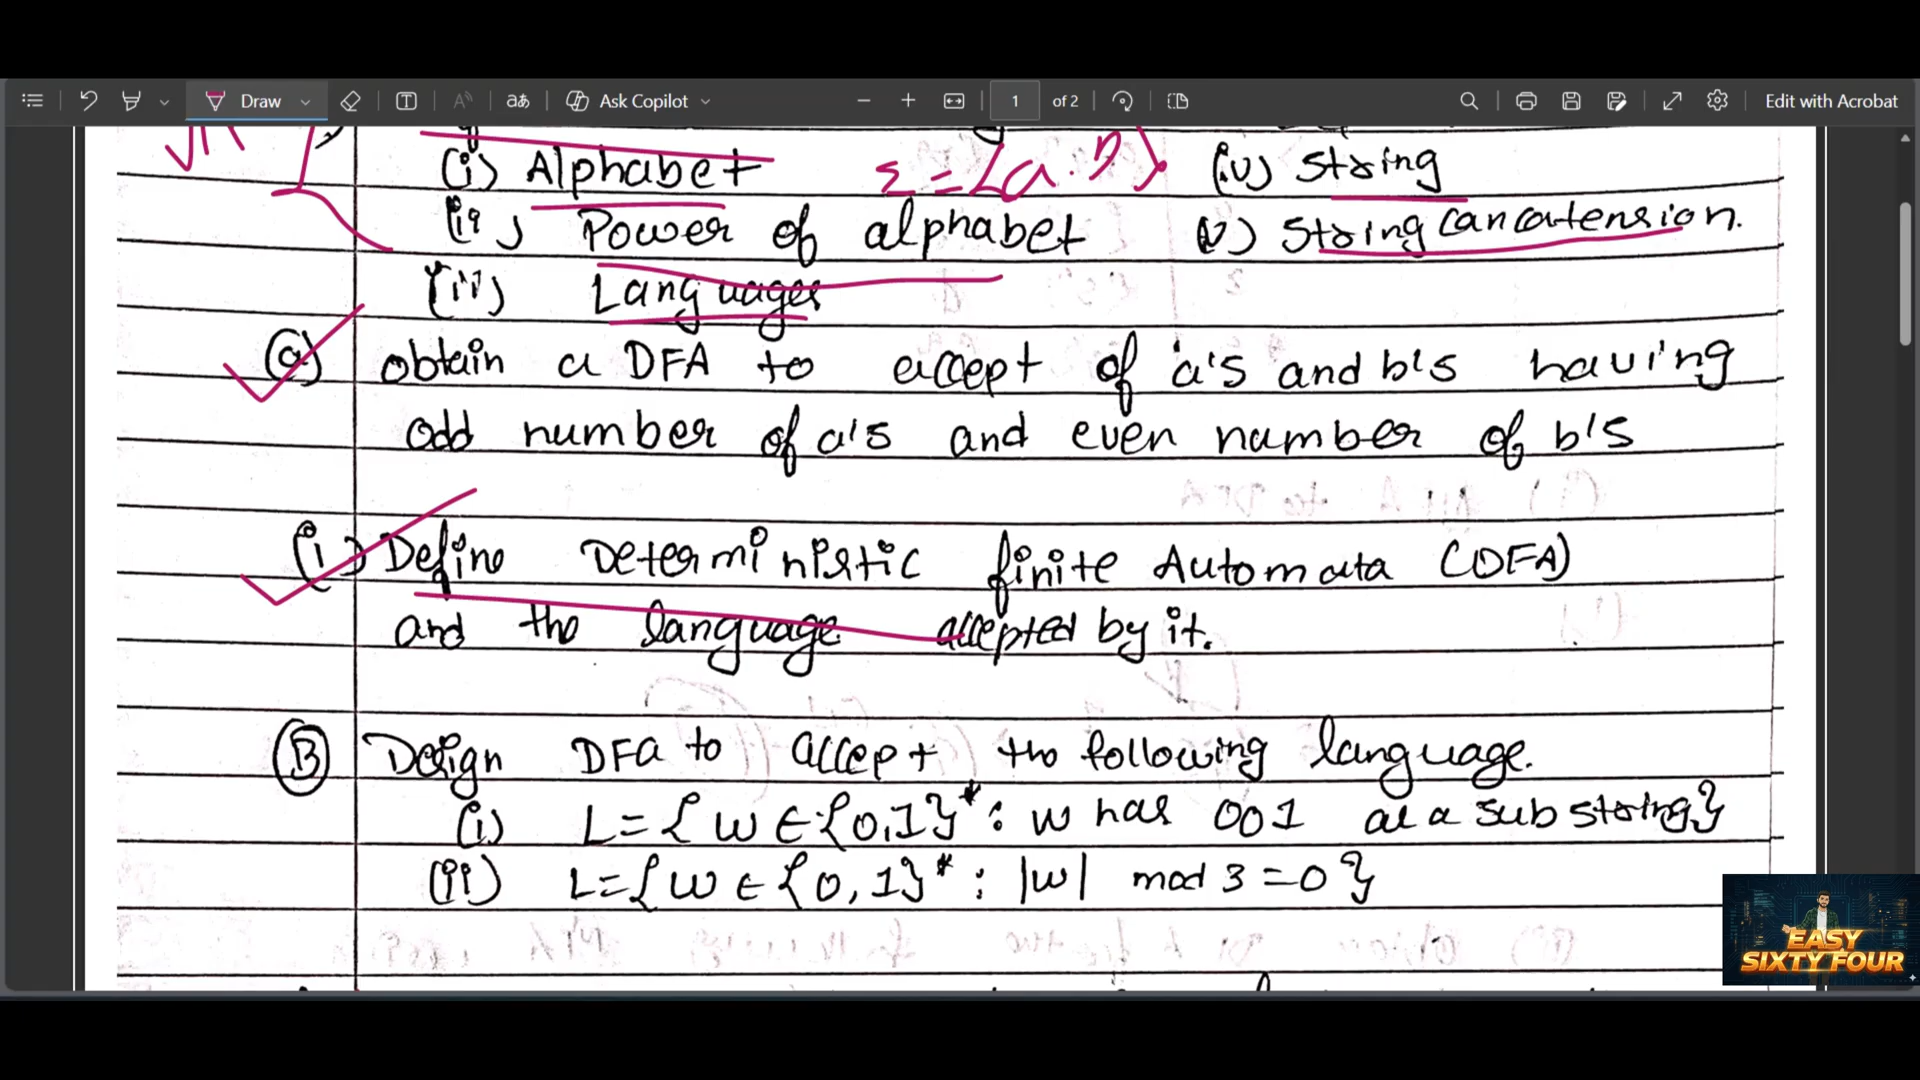 Draw
Ask Copilot
1 of 2
Edit with Acrobat
(i) Alphabet Σ = {a.b} (iv) String
(ii) Power of alphabet (v) String cancatension.
(iii) Languages
(a) obtain a DFA to accept of a's and b's having
odd number of a's and even number of b's
(i) Define Deterministic finite Automata (DFA)
and the language accepted by it.
(B) Design DFA to accept the following language.
(i) L={ w ∈ {0,1}* : w has 001 as a sub string}
(ii) L={ w ∈ {0,1}* : |w| mod 3 =0 }
EASY
SIXTY FOUR